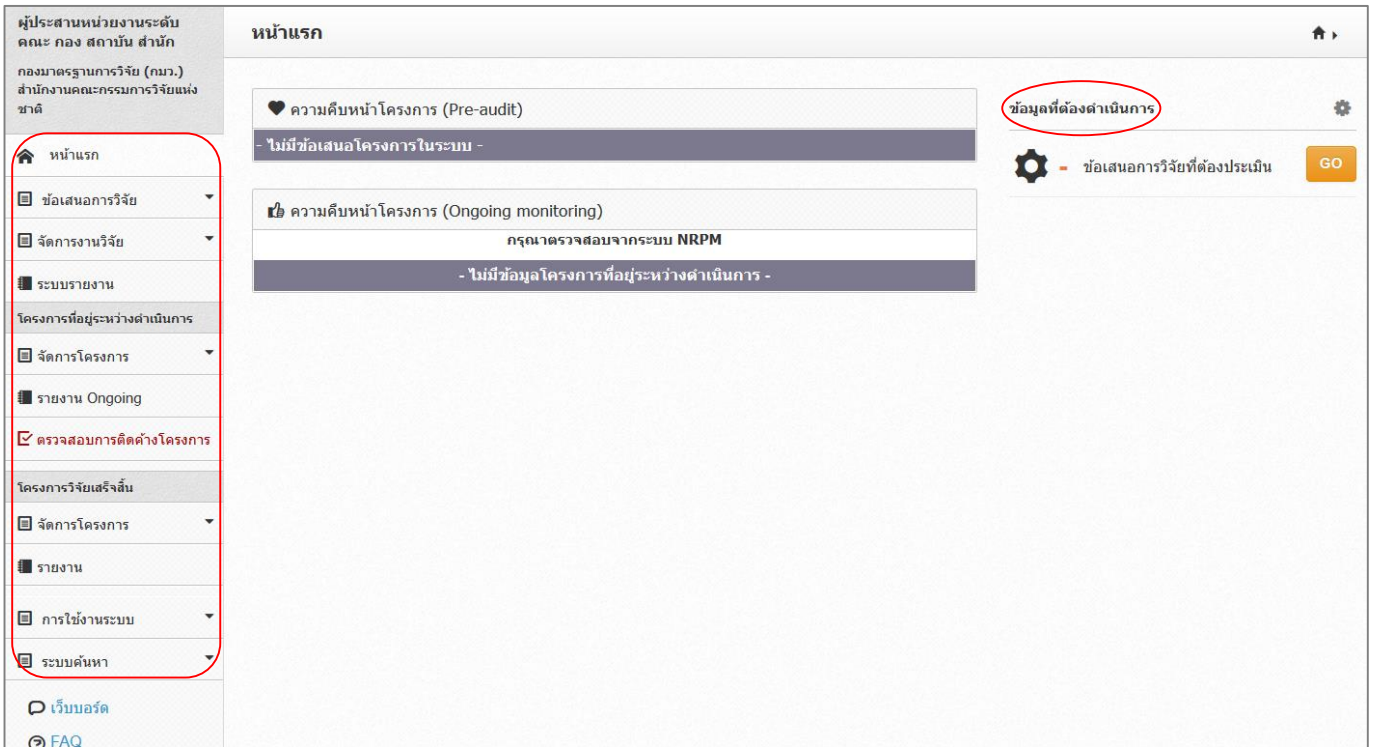 ผู้ประสานหน่วยงานระดับ
คณะ กอง สถาบัน สำนัก
กองมาตรฐานการวิจัย (กมว.)
สำนักงานคณะกรรมการวิจัยแห่ง
ชาติ
หน้าแรก
ข้อเสนอการวิจัย
จัดการงานวิจัย
ระบบรายงาน
โครงการที่อยู่ระหว่างดำเนินการ
จัดการโครงการ
รายงาน Ongoing
ตรวจสอบการติดค้างโครงการ
โครงการวิจัยเสร็จสิ้น
จัดการโครงการ
รายงาน
การใช้งานระบบ
ระบบค้นหา
เว็บบอร์ด
FAQ
หน้าแรก
ความคืบหน้าโครงการ (Pre-audit)
- ไม่มีข้อเสนอโครงการในระบบ -
ความคืบหน้าโครงการ (Ongoing monitoring)
กรุณาตรวจสอบจากระบบ NRPM
- ไม่มีข้อมูลโครงการที่อยู่ระหว่างดำเนินการ -
ข้อมูลที่ต้องดำเนินการ
- ข้อเสนอการวิจัยที่ต้องประเมิน GO